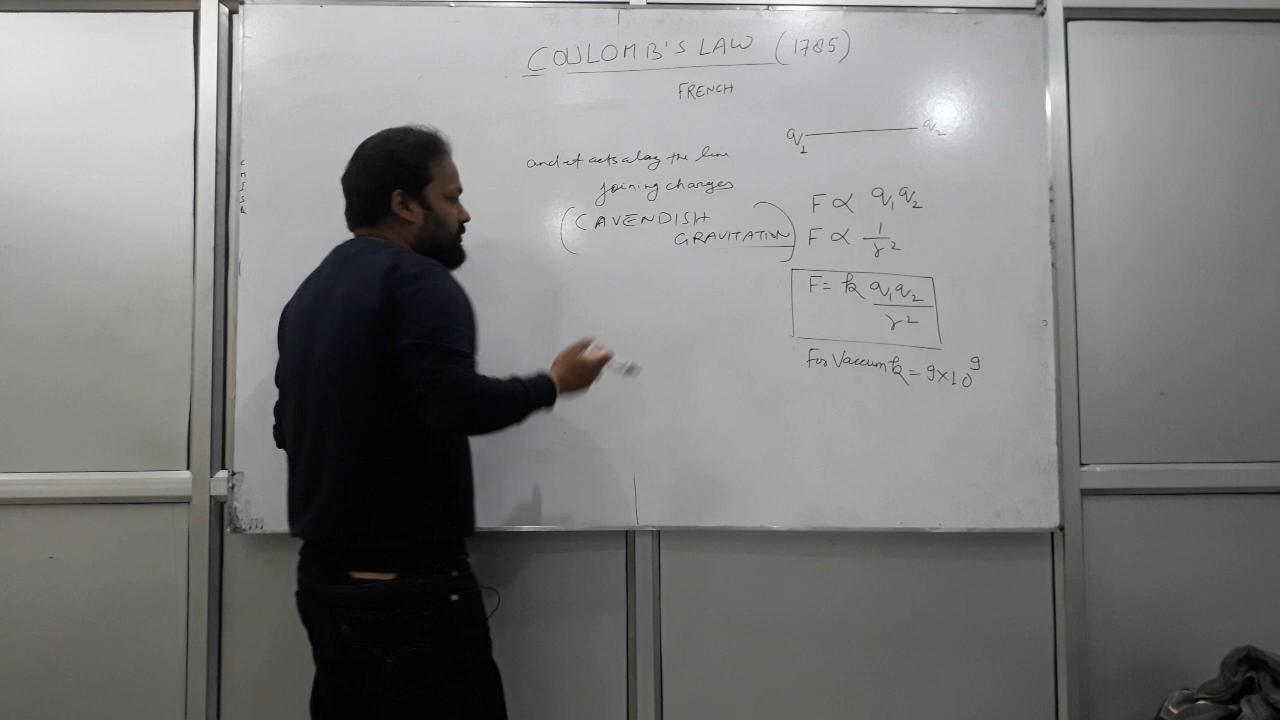 COULOMB'S LAW (1785)
FRENCH
q₁ q₂
and it acts along the line
joining charges
(CAVENDISH
GRAVITATION)
F ∝ q₁q₂
F ∝ 1/r²
F = k q₁q₂/r²
For Vaccum k = 9×10⁹